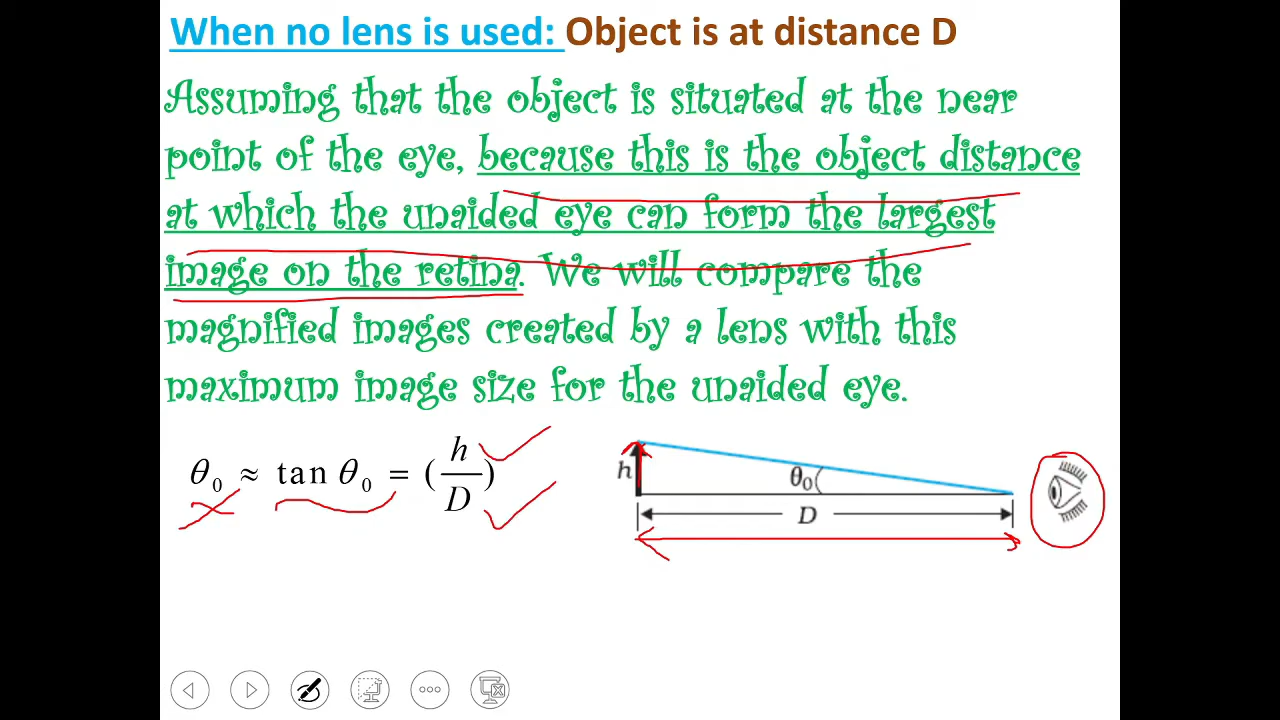 When no lens is used: Object is at distance D
Assuming that the object is situated at the near
point of the eye, because this is the object distance
at which the unaided eye can form the largest
image on the retina. We will compare the
magnified images created by a lens with this
maximum image size for the unaided eye.
θ₀ ≈ tan θ₀ = (h/D)
h
θ₀
D